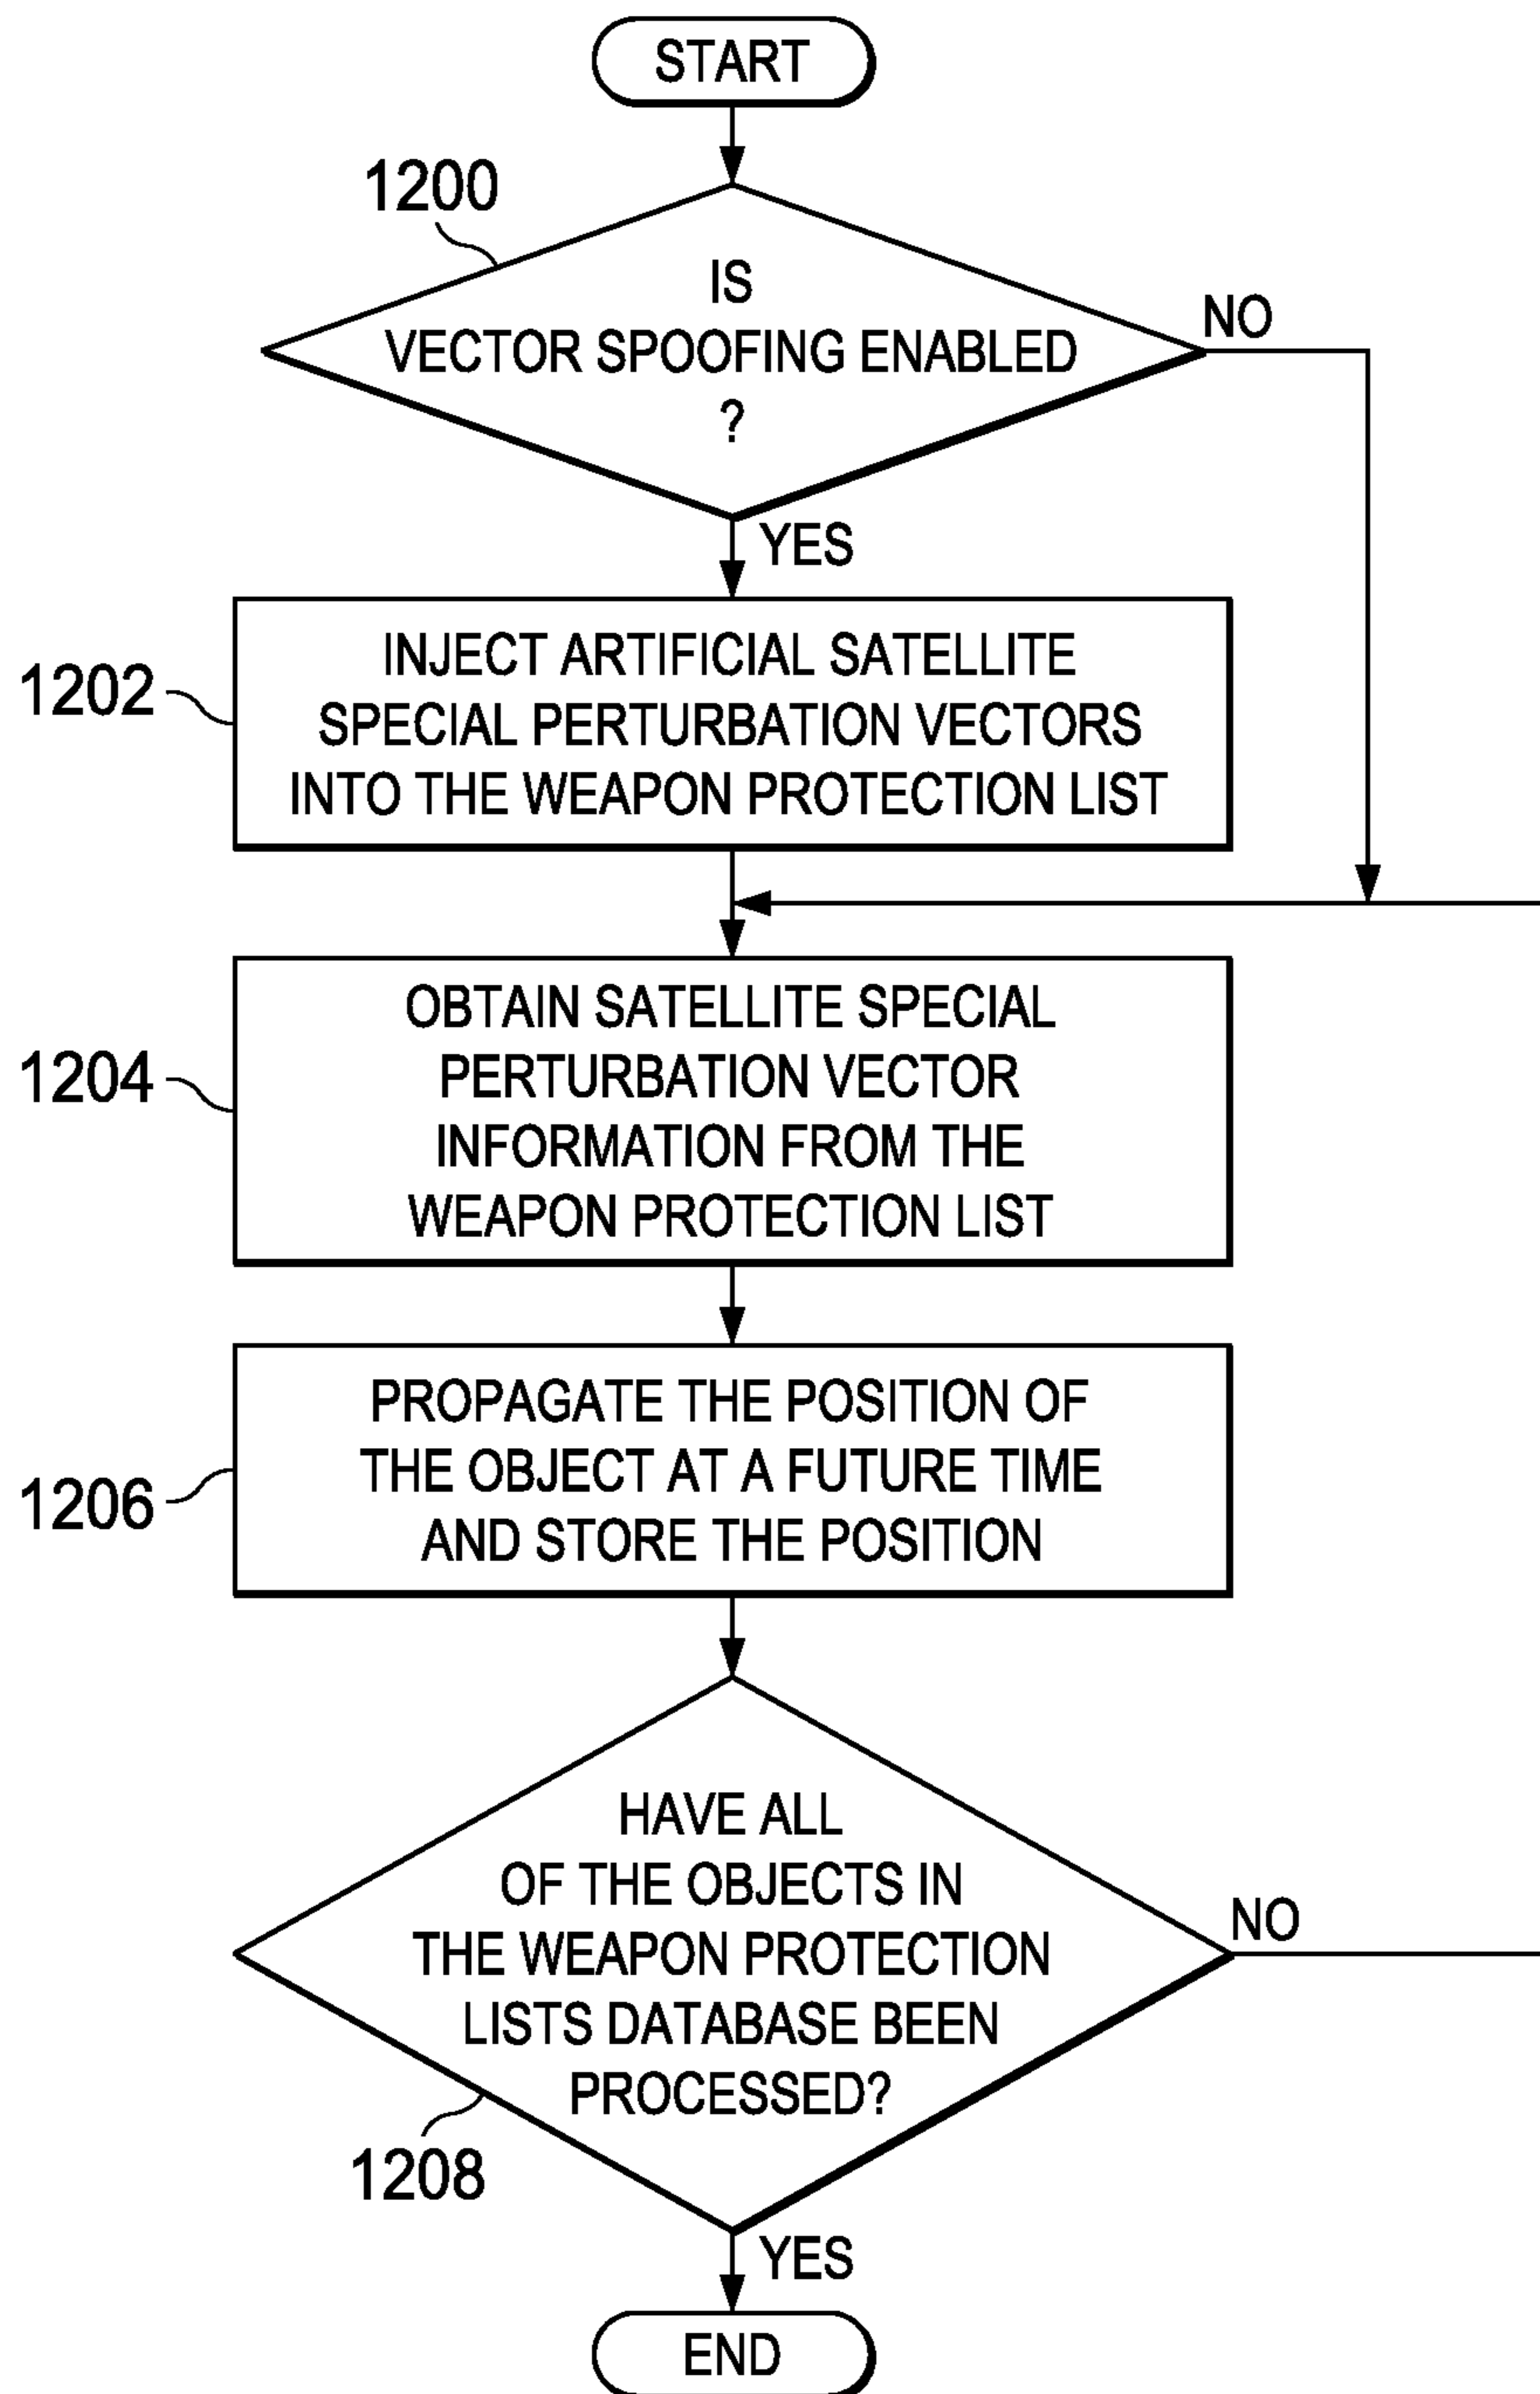 START
1200
IS
VECTOR SPOOFING ENABLED
?
NO
YES
1202
INJECT ARTIFICIAL SATELLITE
SPECIAL PERTURBATION VECTORS
INTO THE WEAPON PROTECTION LIST
1204
OBTAIN SATELLITE SPECIAL
PERTURBATION VECTOR
INFORMATION FROM THE
WEAPON PROTECTION LIST
1206
PROPAGATE THE POSITION OF
THE OBJECT AT A FUTURE TIME
AND STORE THE POSITION
HAVE ALL
OF THE OBJECTS IN
THE WEAPON PROTECTION
LISTS DATABASE BEEN
PROCESSED?
NO
1208
YES
END